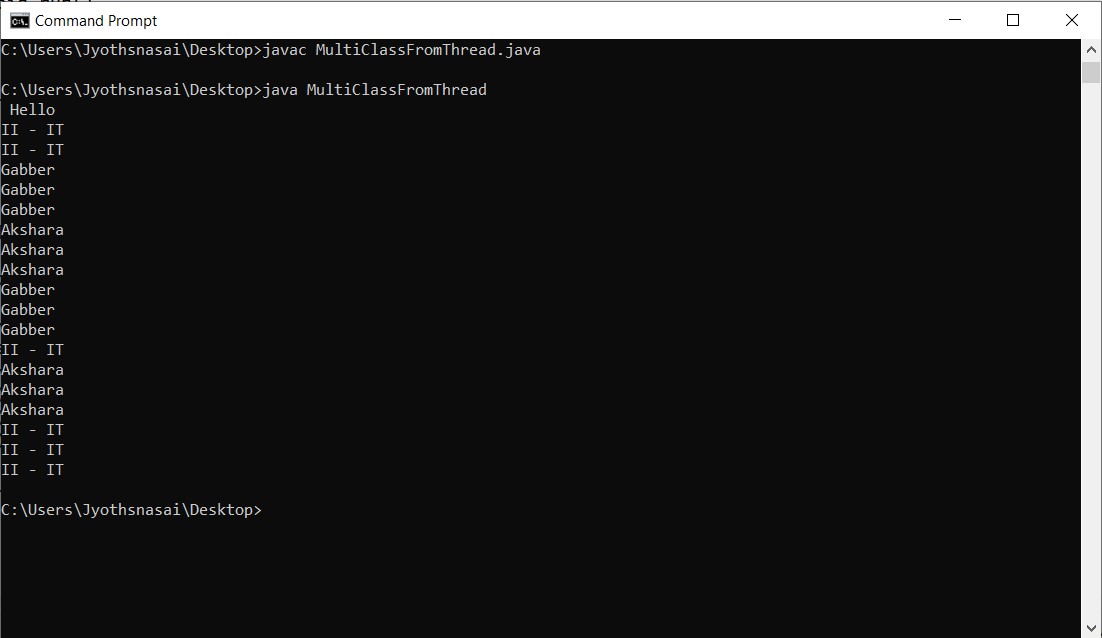 Command Prompt
C:\Users\Jyothsnasai\Desktop>javac MultiClassFromThread.java
C:\Users\Jyothsnasai\Desktop>java MultiClassFromThread
Hello
II - IT
II - IT
Gabber
Gabber
Gabber
Akshara
Akshara
Akshara
Gabber
Gabber
Gabber
II - IT
Akshara
Akshara
Akshara
II - IT
II - IT
II - IT
C:\Users\Jyothsnasai\Desktop>